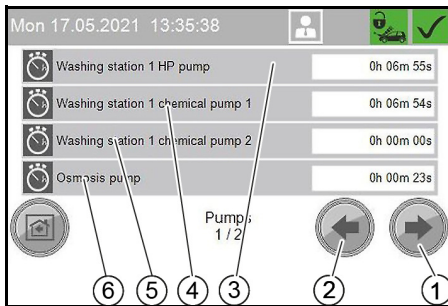 Mon 17.05.2021 13:35:38
Washing station 1 HP pump 0h 06m 55s
Washing station 1 chemical pump 1 0h 06m 54s
Washing station 1 chemical pump 2 0h 00m 00s
Osmosis pump 0h 00m 23s
Pumps
1 / 2
6 5 4 3 2 1